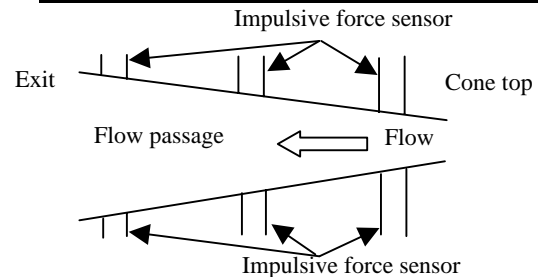 Impulsive force sensor
Exit
Cone top
Flow passage
Flow
Impulsive force sensor